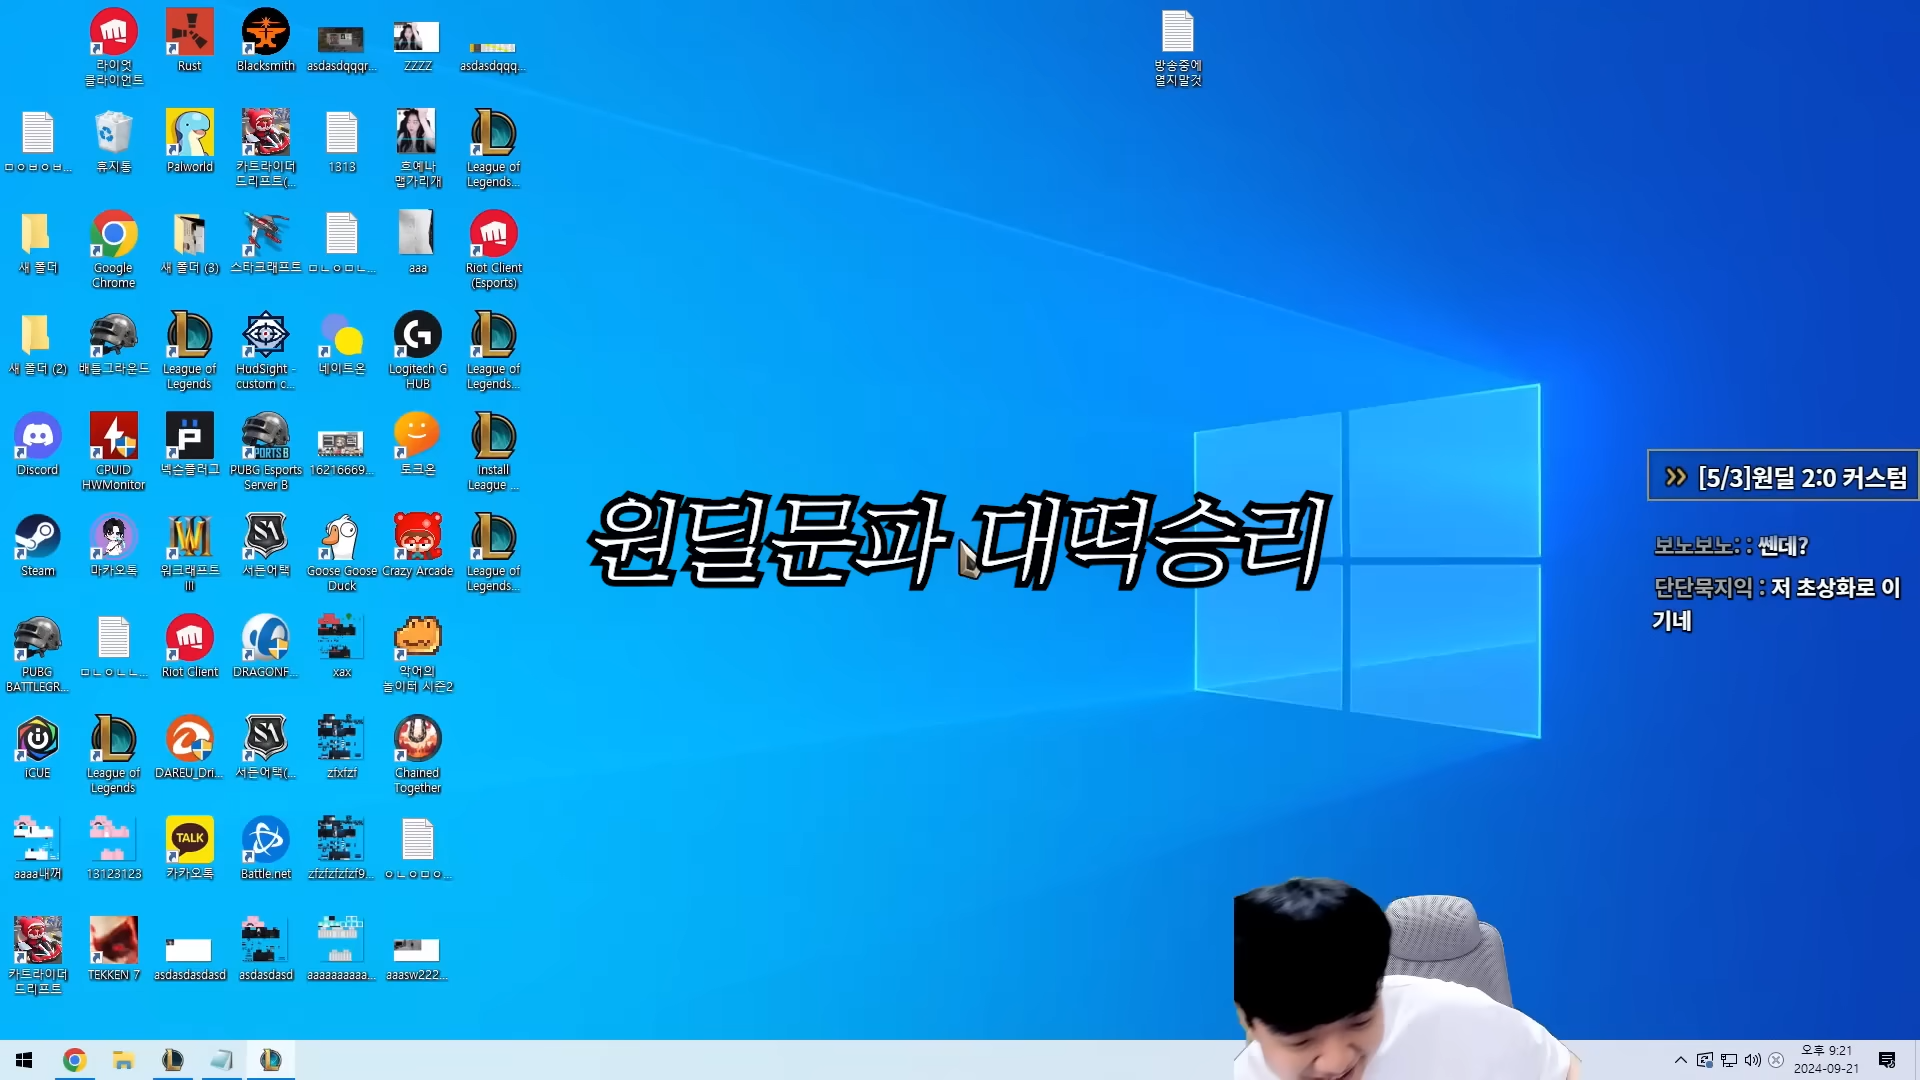 라이엇
클라이언트
Rust
Blacksmith
asdasdqqqr...
ZZZZ
asdasdqqq...
방송중에
열지말것
ㅁㅇㅂㅇㅂ...
휴지통
Palworld
카트라이더
드리프트(...
1313
흐예나
맵가리개
League of
Legends...
새 폴더
Google
Chrome
새 폴더 (3)
스타크래프트
ㅁㄴㅇㅁㄴ...
aaa
Riot Client
(Esports)
새 폴더 (2)
배틀그라운드
League of
Legends
HudSight -
custom c...
네이트온
Logitech G
HUB
League of
Legends...
Discord
CPUID
HWMonitor
넥슨플러그
PUBG Esports
Server B
16216669...
토크온
Install
League ...
[5/3]원딜 2:0 커스텀
원딜문파 대떡승리
보노보노: : 쎈데?
단단묵지익 : 저 초상화로 이
기네
Steam
마카오톡
워크래프트
III
서든어택
Goose Goose
Duck
Crazy Arcade
League of
Legends...
PUBG
BATTLEGR...
ㅁㄴㅇㄴㄴ...
Riot Client
DRAGONF...
xax
악어의
놀이터 시즌2
iCUE
League of
Legends
DAREU_Dri...
서든어택(...
zfxfzf
Chained
Together
TALK
aaaa내꺼
13123123
카카오톡
Battle.net
zfzfzfzfzf9...
ㅇㄴㅇㅁㅇ...
카트라이더
드리프트
TEKKEN 7
asdasdasdasd
asdasdasd
aaaaaaaaaa...
aaasw222...
오후 9:21
2024-09-21